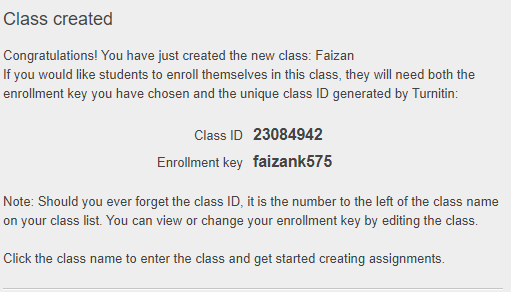 Class created
Congratulations! You have just created the new class: Faizan
If you would like students to enroll themselves in this class, they will need both the
enrollment key you have chosen and the unique class ID generated by Turnitin:
Class ID 23084942
Enrollment key faizank575
Note: Should you ever forget the class ID, it is the number to the left of the class name
on your class list. You can view or change your enrollment key by editing the class.
Click the class name to enter the class and get started creating assignments.